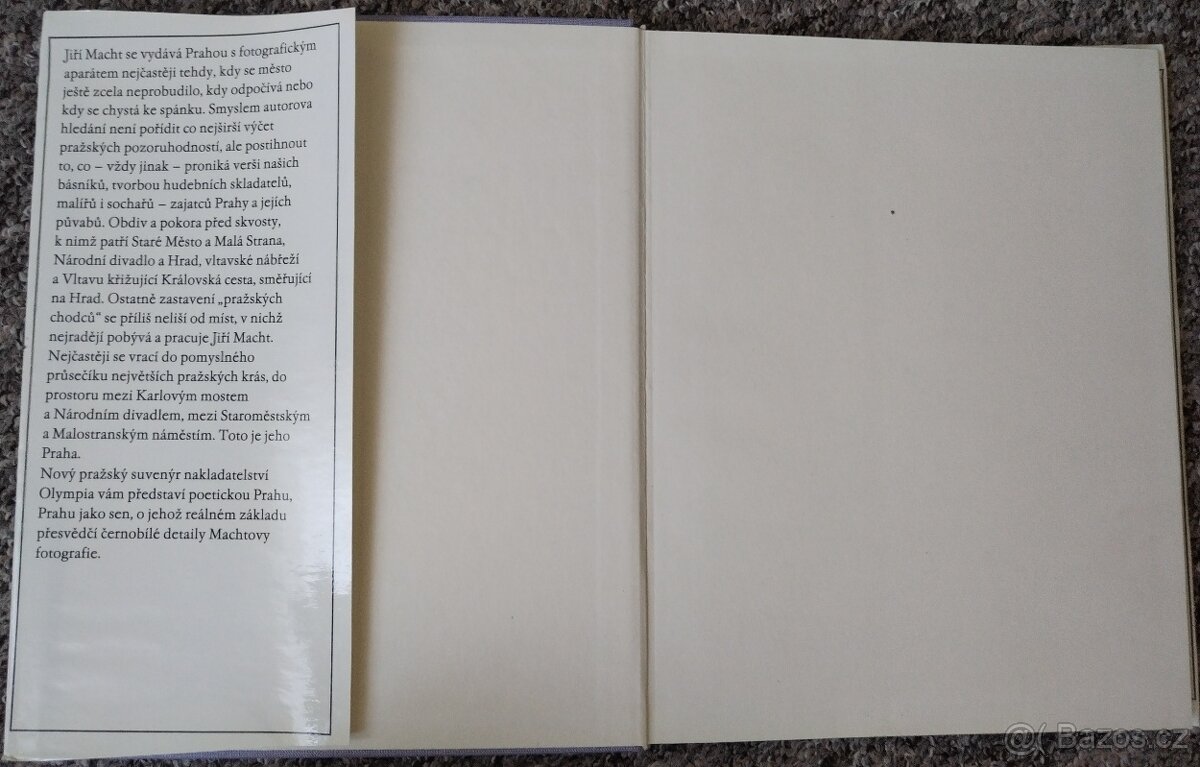 Jiří Macht se vydává Prahou s fotografickým
aparátem nejčastěji tehdy, kdy se město
ještě zcela neprobudilo, kdy odpočívá nebo
kdy se chystá ke spánku. Smyslem autorova
hledání není pořídit co nejširší výčet
pražských pozoruhodností, ale postihnout
to, co – vždy jinak – proniká verši našich
básníků, tvorbou hudebních skladatelů,
malířů i sochařů – zajatců Prahy a jejích
půvabů. Obdiv a pokora před skvosty,
k nimž patří Staré Město a Malá Strana,
Národní divadlo a Hrad, vltavské nábřeží
a Vltavu křižující Královská cesta, směřující
na Hrad. Ostatně zastavení „pražských
chodců“ se příliš neliší od míst, v nichž
nejraději pobývá a pracuje Jiří Macht.
Nejčastěji se vrací do pomyslného
průsečíku největších pražských krás, do
prostoru mezi Karlovým mostem
a Národním divadlem, mezi Staroměstským
a Malostranským náměstím. Toto je jeho
Praha.
Nový pražský suvenýr nakladatelství
Olympia vám představí poetickou Prahu,
Prahu jako sen, o jehož reálném základu
přesvědčí černobílé detaily Machtovy
fotografie.
@( Bazos.cz